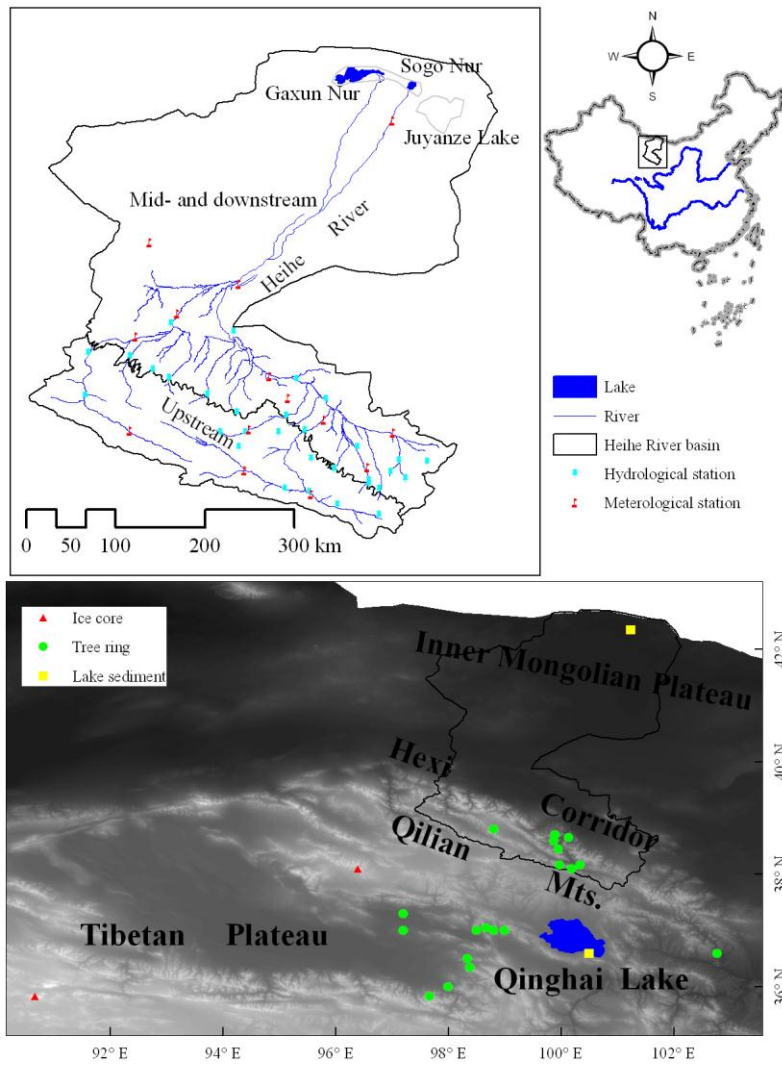 Sogo Nur
Gaxun Nur
Juyanze Lake
Mid- and downstream
River
Heihe
Upstream
0 50 100 200 300 km
N
W E
S
Lake
River
Heihe River basin
Hydrological station
Meterological station
Ice core
Tree ring
Lake sediment
Inner Mongolian Plateau
Hexi
Corridor
Qilian
Mts.
Tibetan Plateau
Qinghai Lake
42° N
40° N
38° N
36° N
92° E 94° E 96° E 98° E 100° E 102° E